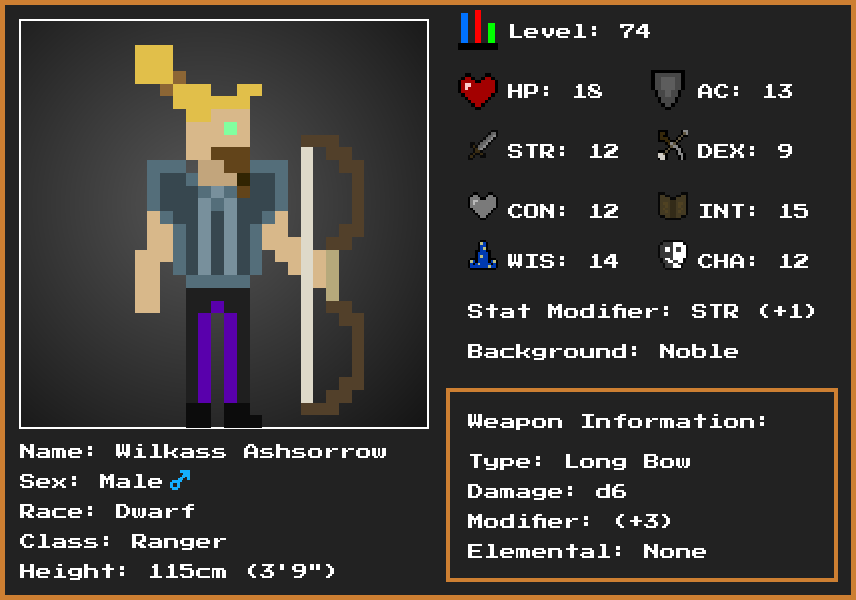 Level: 74
HP: 18 AC: 13
STR: 12 DEX: 9
CON: 12 INT: 15
WIS: 14 CHA: 12
Stat Modifier: STR (+1)
Background: Noble
Weapon Information:
Type: Long Bow
Damage: d6
Modifier: (+3)
Elemental: None
Name: Wilkass Ashsorrow
Sex: Male♂
Race: Dwarf
Class: Ranger
Height: 115cm (3'9")